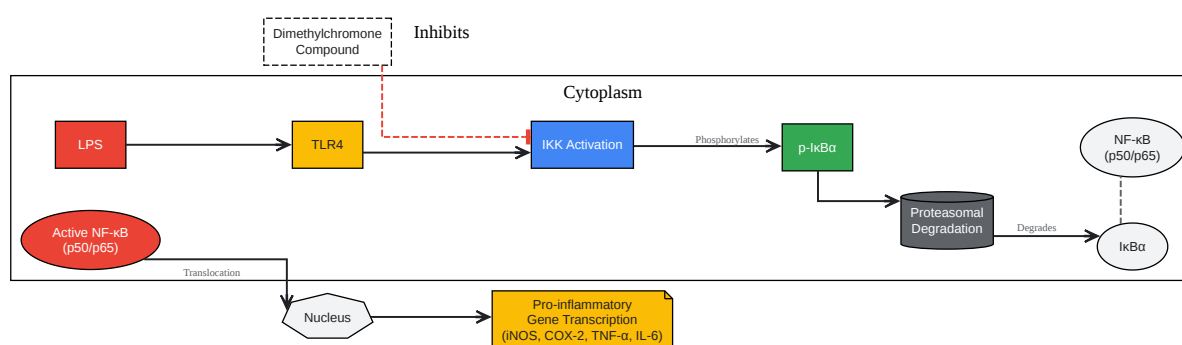 Dimethylchromone
Compound
Inhibits
Cytoplasm
LPS
TLR4
IKK Activation
Phosphorylates
p-IκBα
NF-κB
(p50/p65)
Proteasomal
Degradation
Degrades
IκBα
Active NF-κB
(p50/p65)
Translocation
Nucleus
Pro-inflammatory
Gene Transcription
(iNOS, COX-2, TNF-α, IL-6)